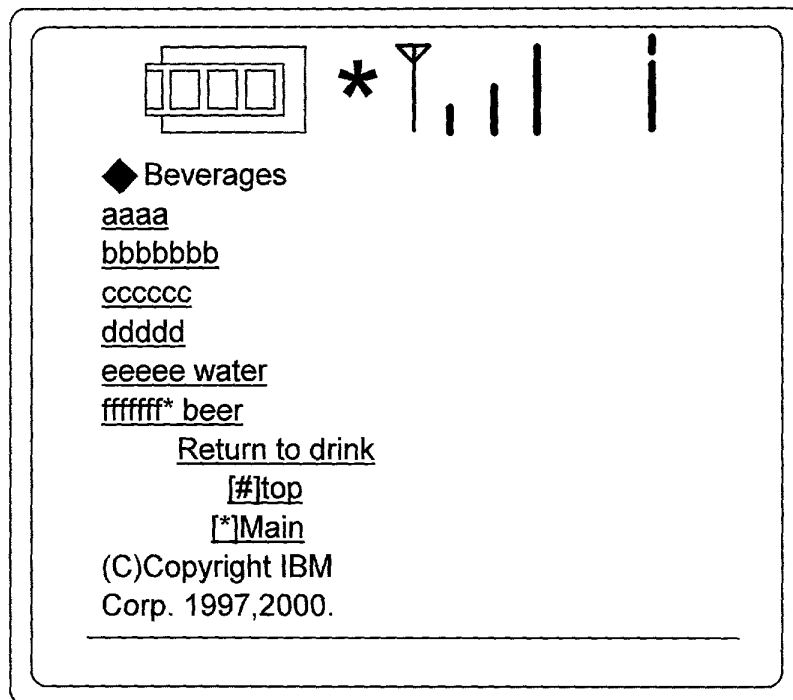 ◆ Beverages
aaaa
bbbbbbb
cccccc
ddddd
eeeee water
fffffff* beer
Return to drink
[#]top
[*]Main
(C)Copyright IBM
Corp. 1997,2000.